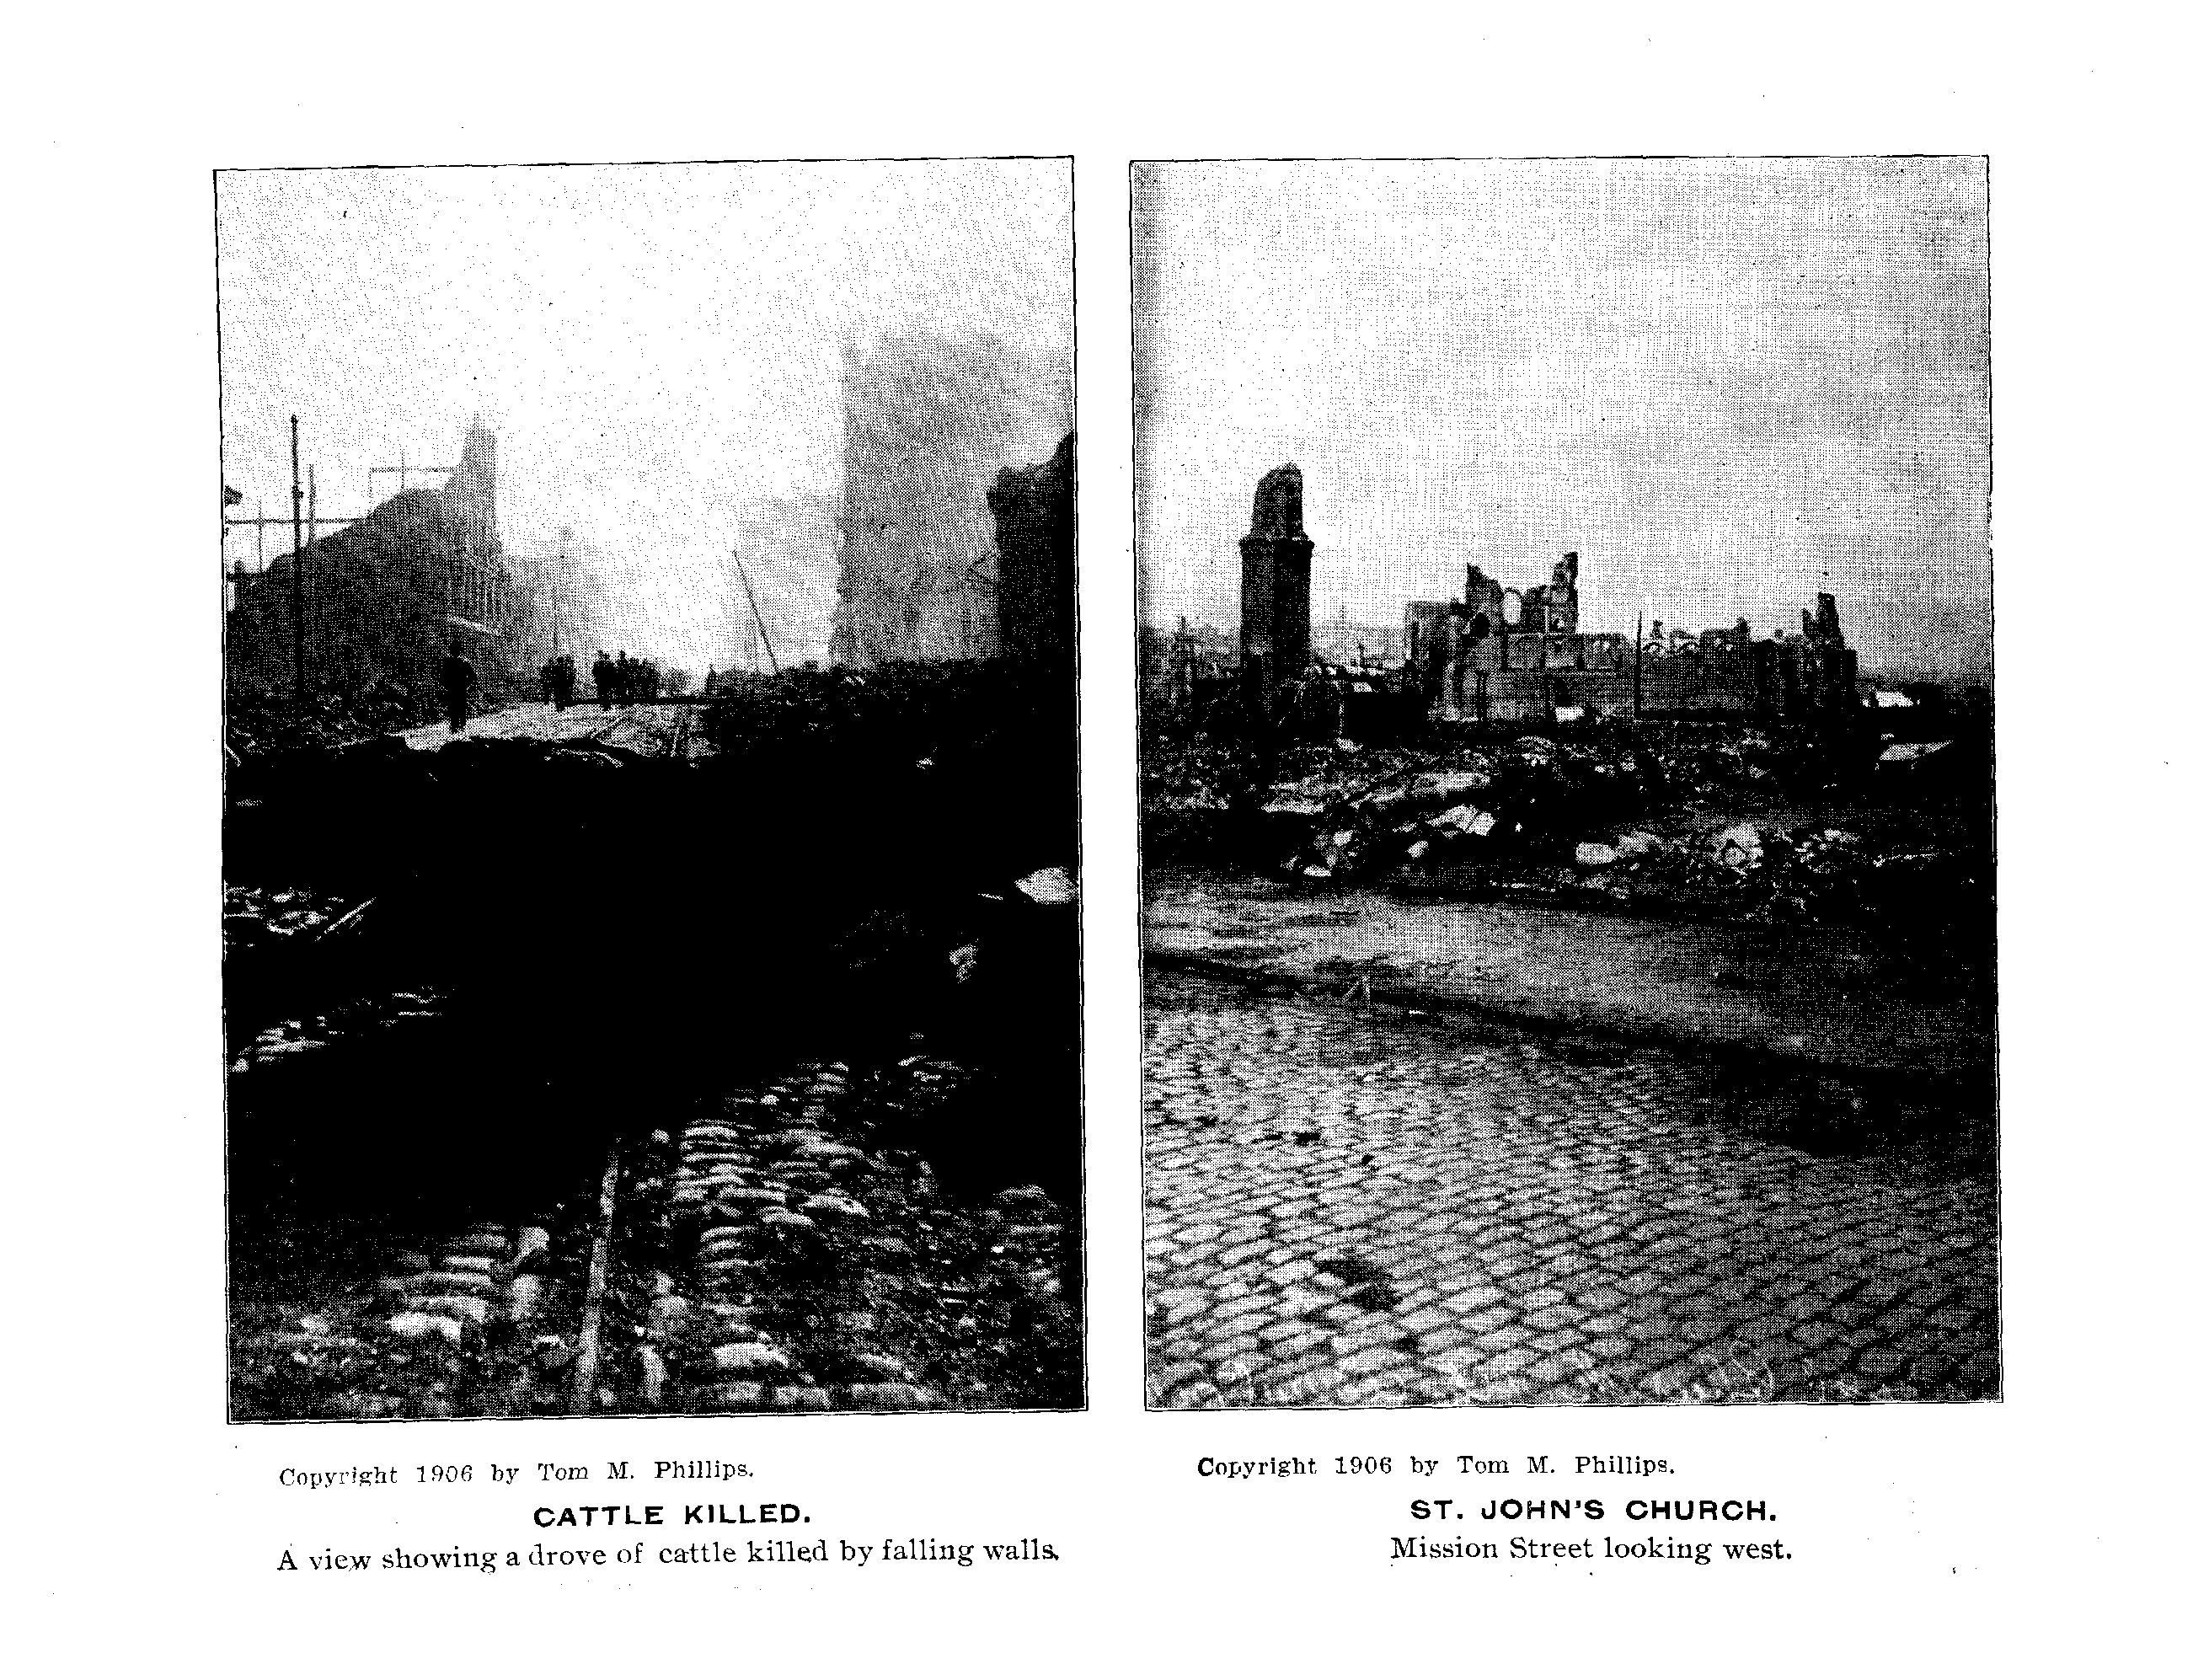 Copyright 1906 by Tom M. Phillips.
CATTLE KILLED.
A view showing a drove of cattle killed by falling walls.
Copyright 1906 by Tom M. Phillips.
ST. JOHN'S CHURCH.
Mission Street looking west.